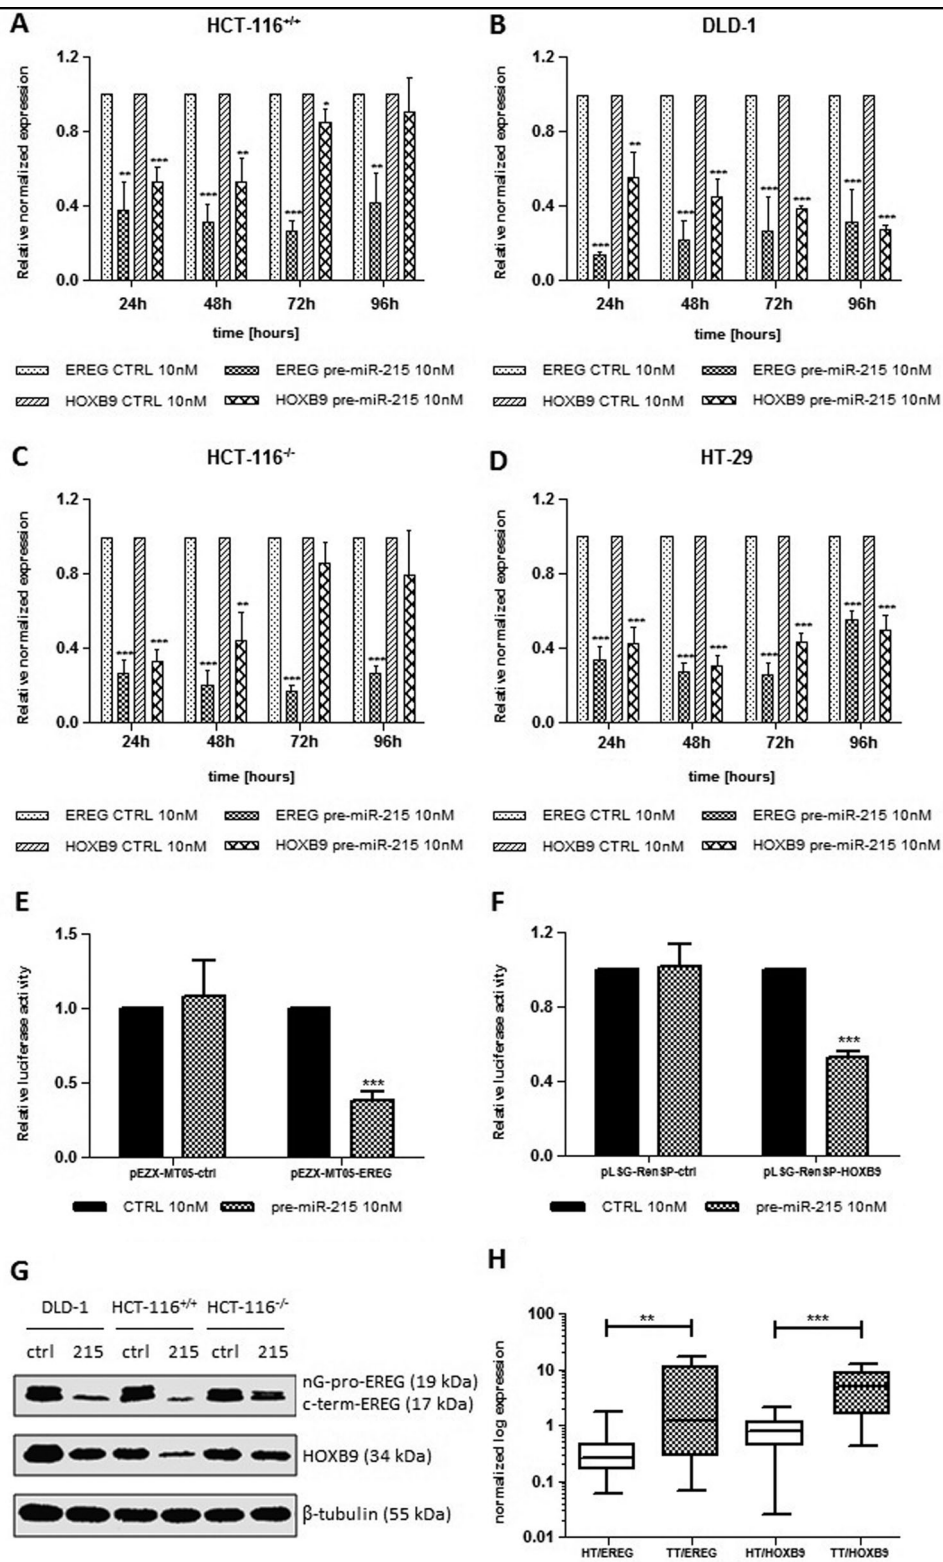 A
HCT-116+/+
Relative normalized expression
1.2
0.8
0.4
0.0
** *** *** ** *** * **
24h 48h 72h 96h
time [hours]
EREG CTRL 10nM EREG pre-miR-215 10nM
HOXB9 CTRL 10nM HOXB9 pre-miR-215 10nM
B
DLD-1
Relative normalized expression
1.2
0.8
0.4
0.0
*** ** *** *** *** *** *** ***
24h 48h 72h 96h
time [hours]
EREG CTRL 10nM EREG pre-miR-215 10nM
HOXB9 CTRL 10nM HOXB9 pre-miR-215 10nM
C
HCT-116-/-
Relative normalized expression
1.2
0.8
0.4
0.0
*** *** *** ** *** ***
24h 48h 72h 96h
time [hours]
EREG CTRL 10nM EREG pre-miR-215 10nM
HOXB9 CTRL 10nM HOXB9 pre-miR-215 10nM
D
HT-29
Relative normalized expression
1.2
0.8
0.4
0.0
*** *** *** *** *** *** *** ***
24h 48h 72h 96h
time [hours]
EREG CTRL 10nM EREG pre-miR-215 10nM
HOXB9 CTRL 10nM HOXB9 pre-miR-215 10nM
E
Relative luciferase activity
1.5
1.0
0.5
0.0
***
pEZX-MT05-ctrl pEZX-MT05-EREG
CTRL 10nM pre-miR-215 10nM
F
Relative luciferase activity
1.2
0.8
0.4
0.0
***
pL$G-Ren$P-ctrl pL$G-Ren$P-HOXB9
CTRL 10nM pre-miR-215 10nM
G
DLD-1 HCT-116+/+ HCT-116-/-
ctrl 215 ctrl 215 ctrl 215
nG-pro-EREG (19 kDa)
c-term-EREG (17 kDa)
HOXB9 (34 kDa)
β-tubulin (55 kDa)
H
normalized log expression
100
10
1
0.1
0.01
** ***
HT/EREG TT/EREG HT/HOXB9 TT/HOXB9